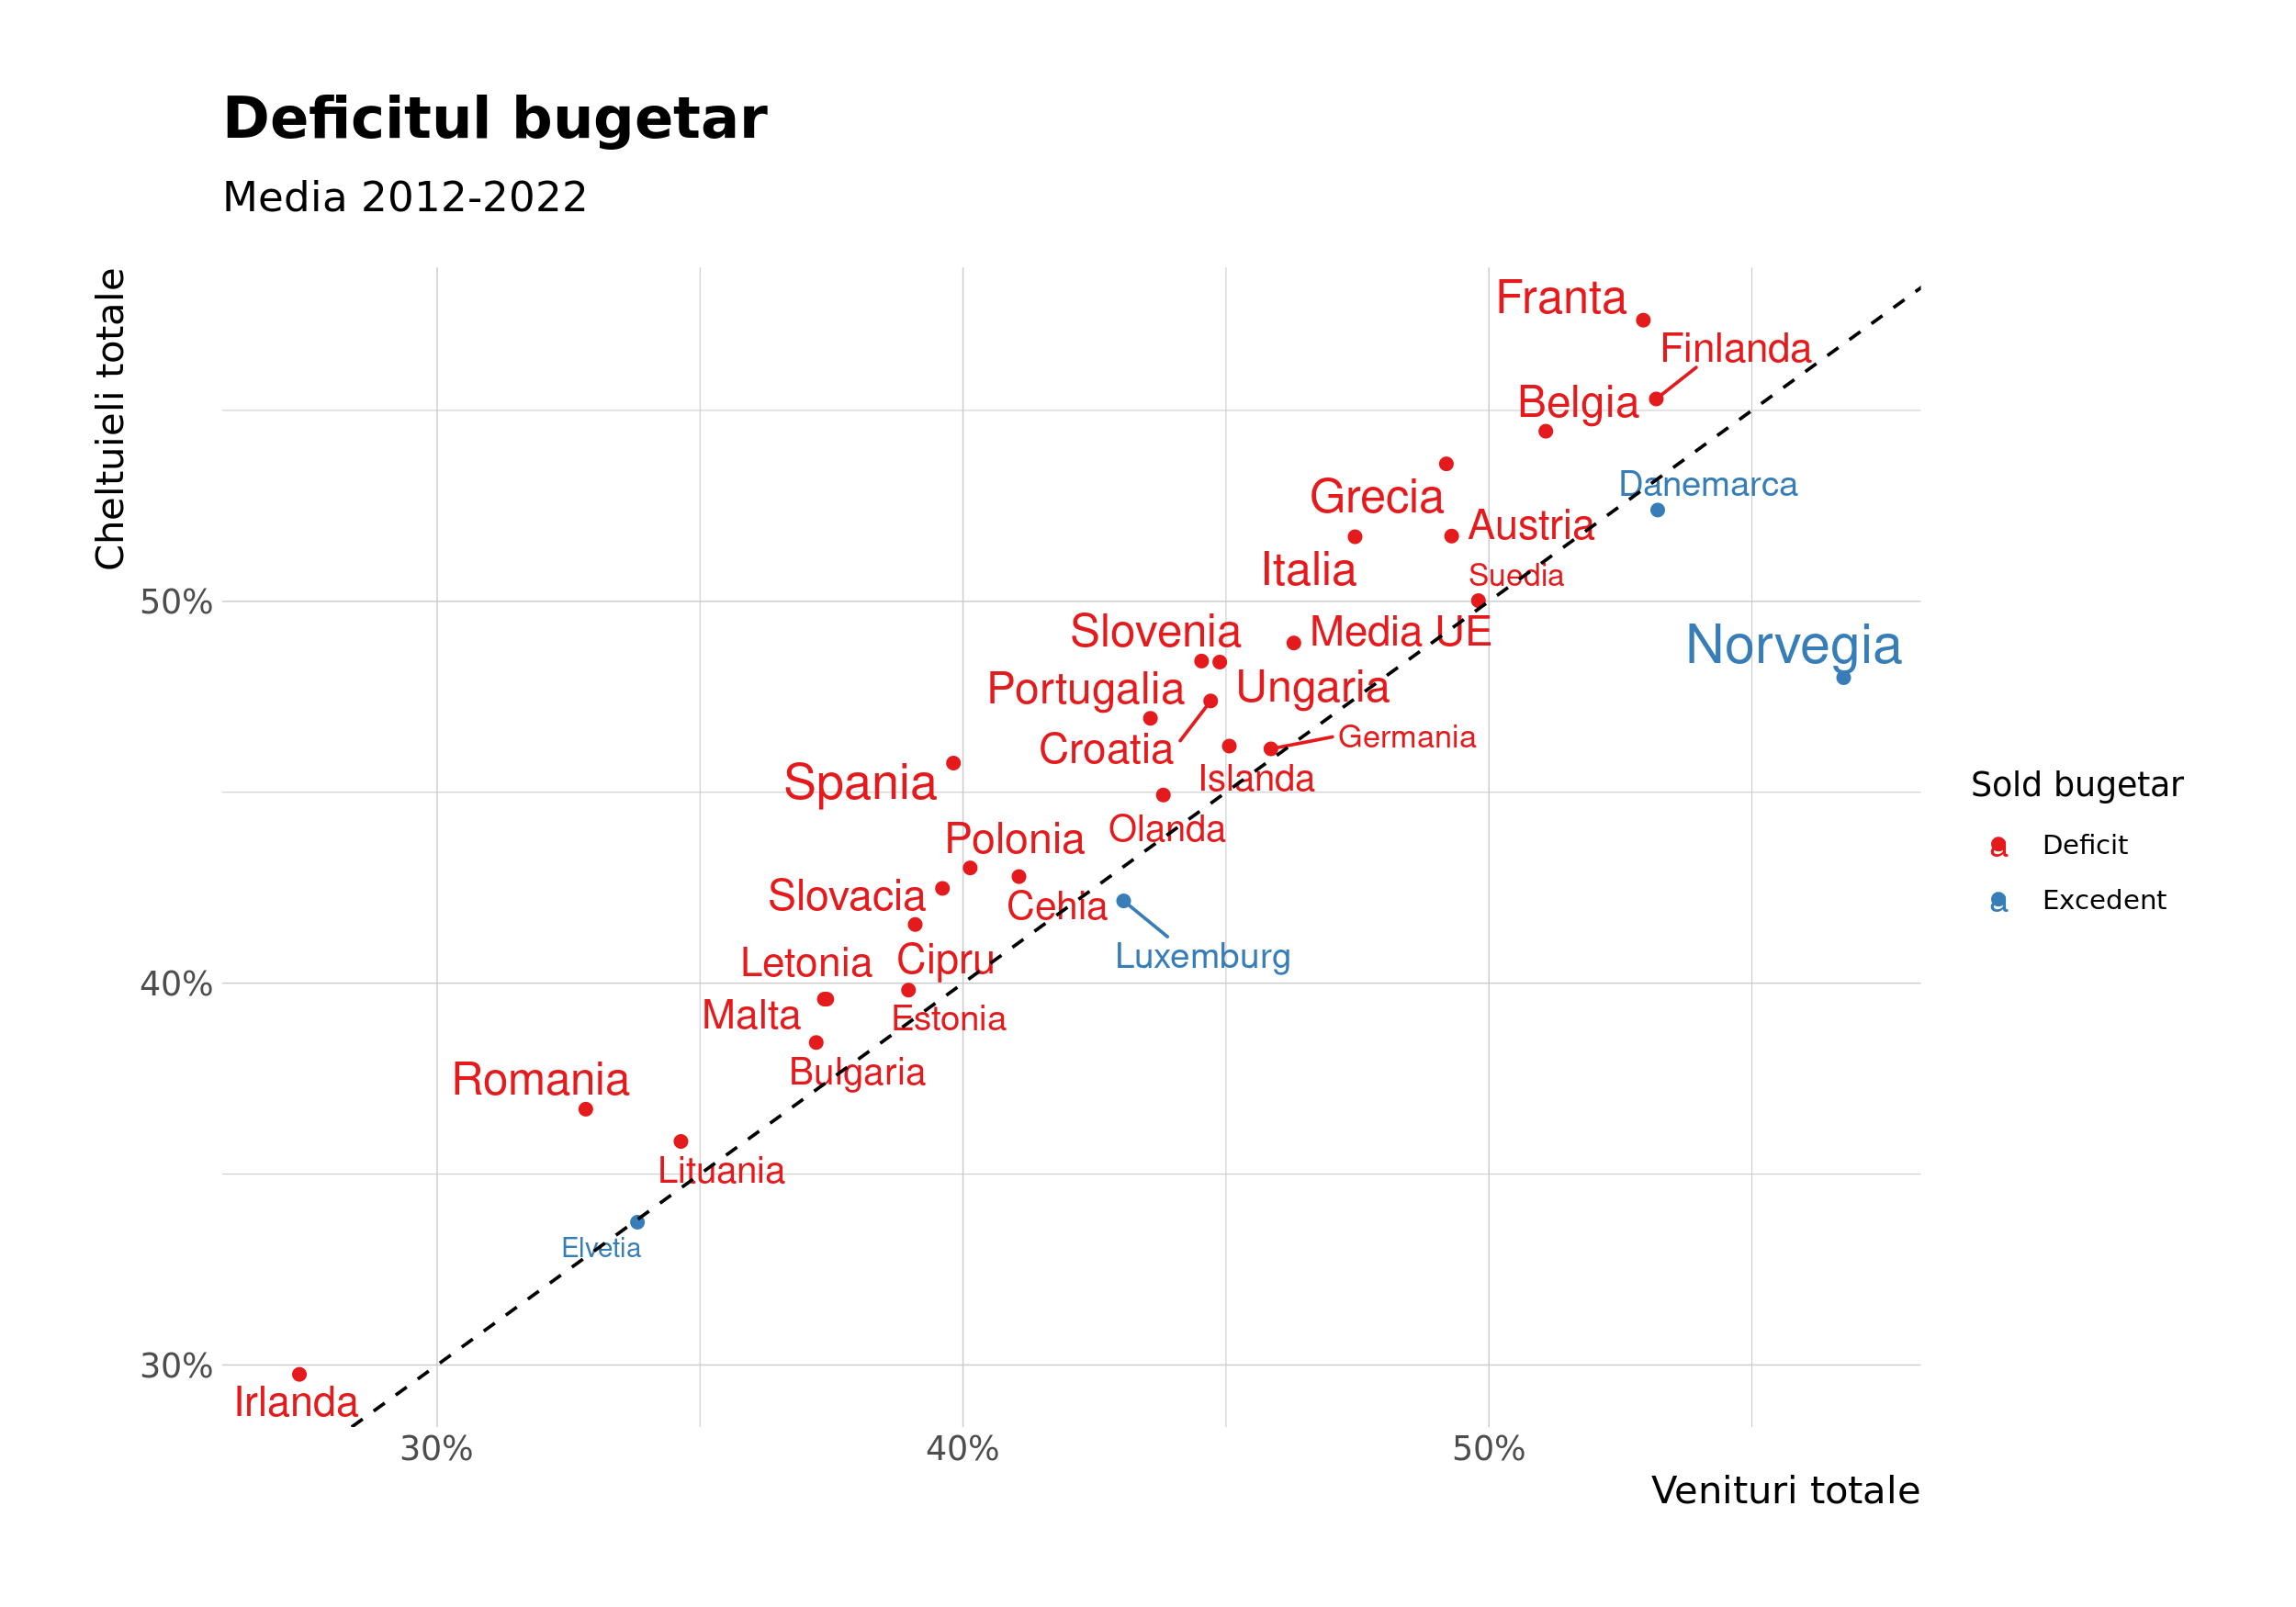 Deficitul bugetar
Media 2012-2022
Cheltuieli totale
Franta
Finlanda
Belgia
Danemarca
Grecia
Austria
Italia
Suedia
50%
Slovenia
Media UE
Norvegia
Portugalia
Ungaria
Germania
Croatia
Islanda
Spania
Olanda
Polonia
Slovacia
Cehia
Luxemburg
Letonia
Cipru
40%
Malta
Estonia
Bulgaria
Romania
Lituania
Elvetia
30%
Irlanda
30%
40%
50%
Venituri totale
Sold bugetar
a Deficit
a Excedent